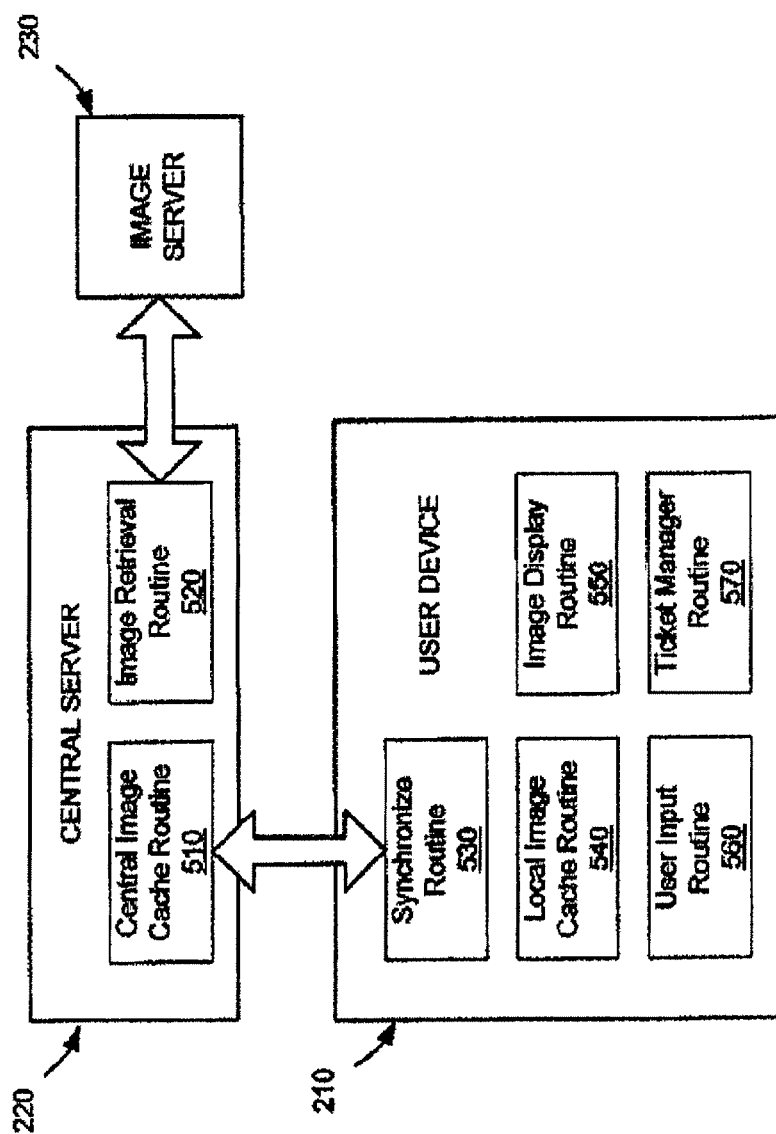 230
IMAGE
SERVER
220
CENTRAL SERVER
Central Image
Cache Routine
510
Image Retrieval
Routine
520
210
USER DEVICE
Synchronize
Routine
530
Local Image
Cache Routine
540
Image Display
Routine
550
User Input
Routine
560
Ticket Manager
Routine
570